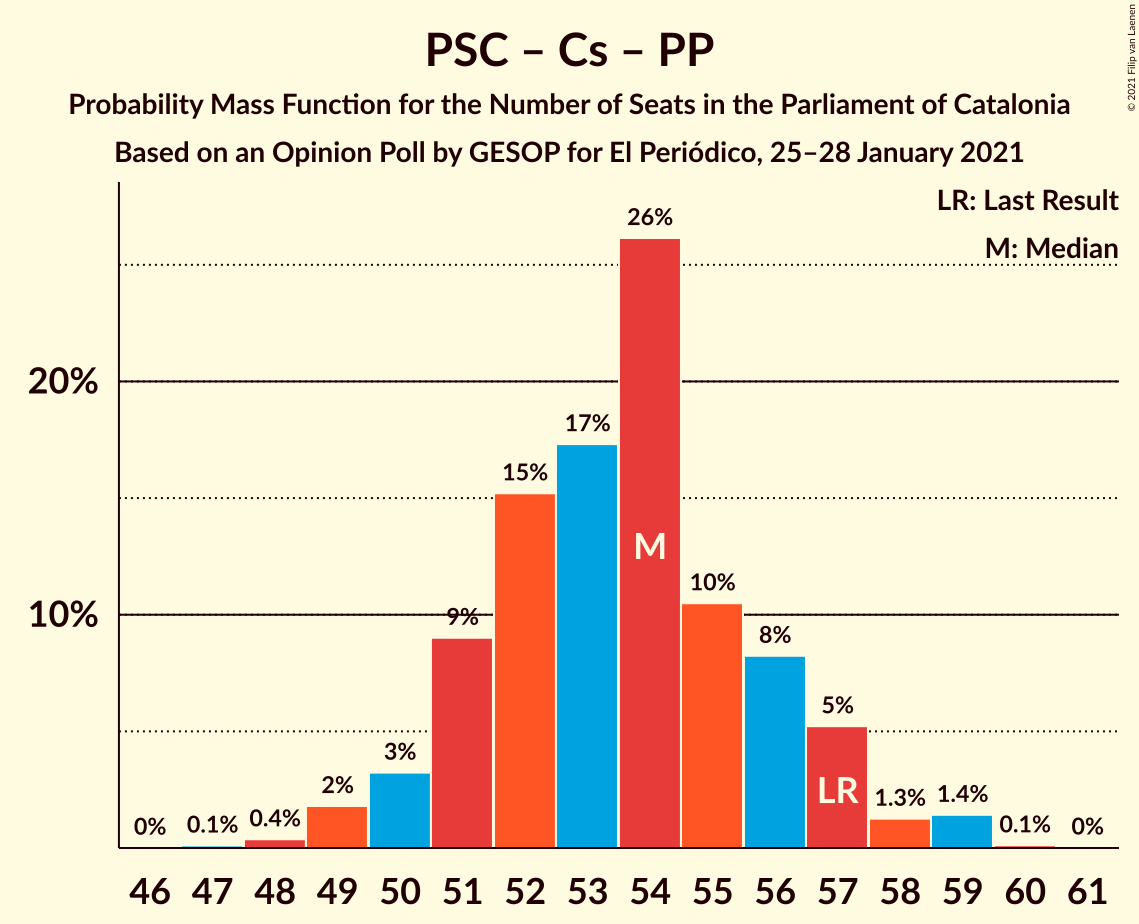 © 2021 Filip van Laenen
PSC – Cs – PP
Probability Mass Function for the Number of Seats in the Parliament of Catalonia
Based on an Opinion Poll by GESOP for El Periódico, 25–28 January 2021
LR: Last Result
M: Median
20%
10%
0% 0.1% 0.4% 2% 3% 9% 15% 17% 26% 10% 8% 5% 1.3% 1.4% 0.1% 0%
M
LR
46 47 48 49 50 51 52 53 54 55 56 57 58 59 60 61